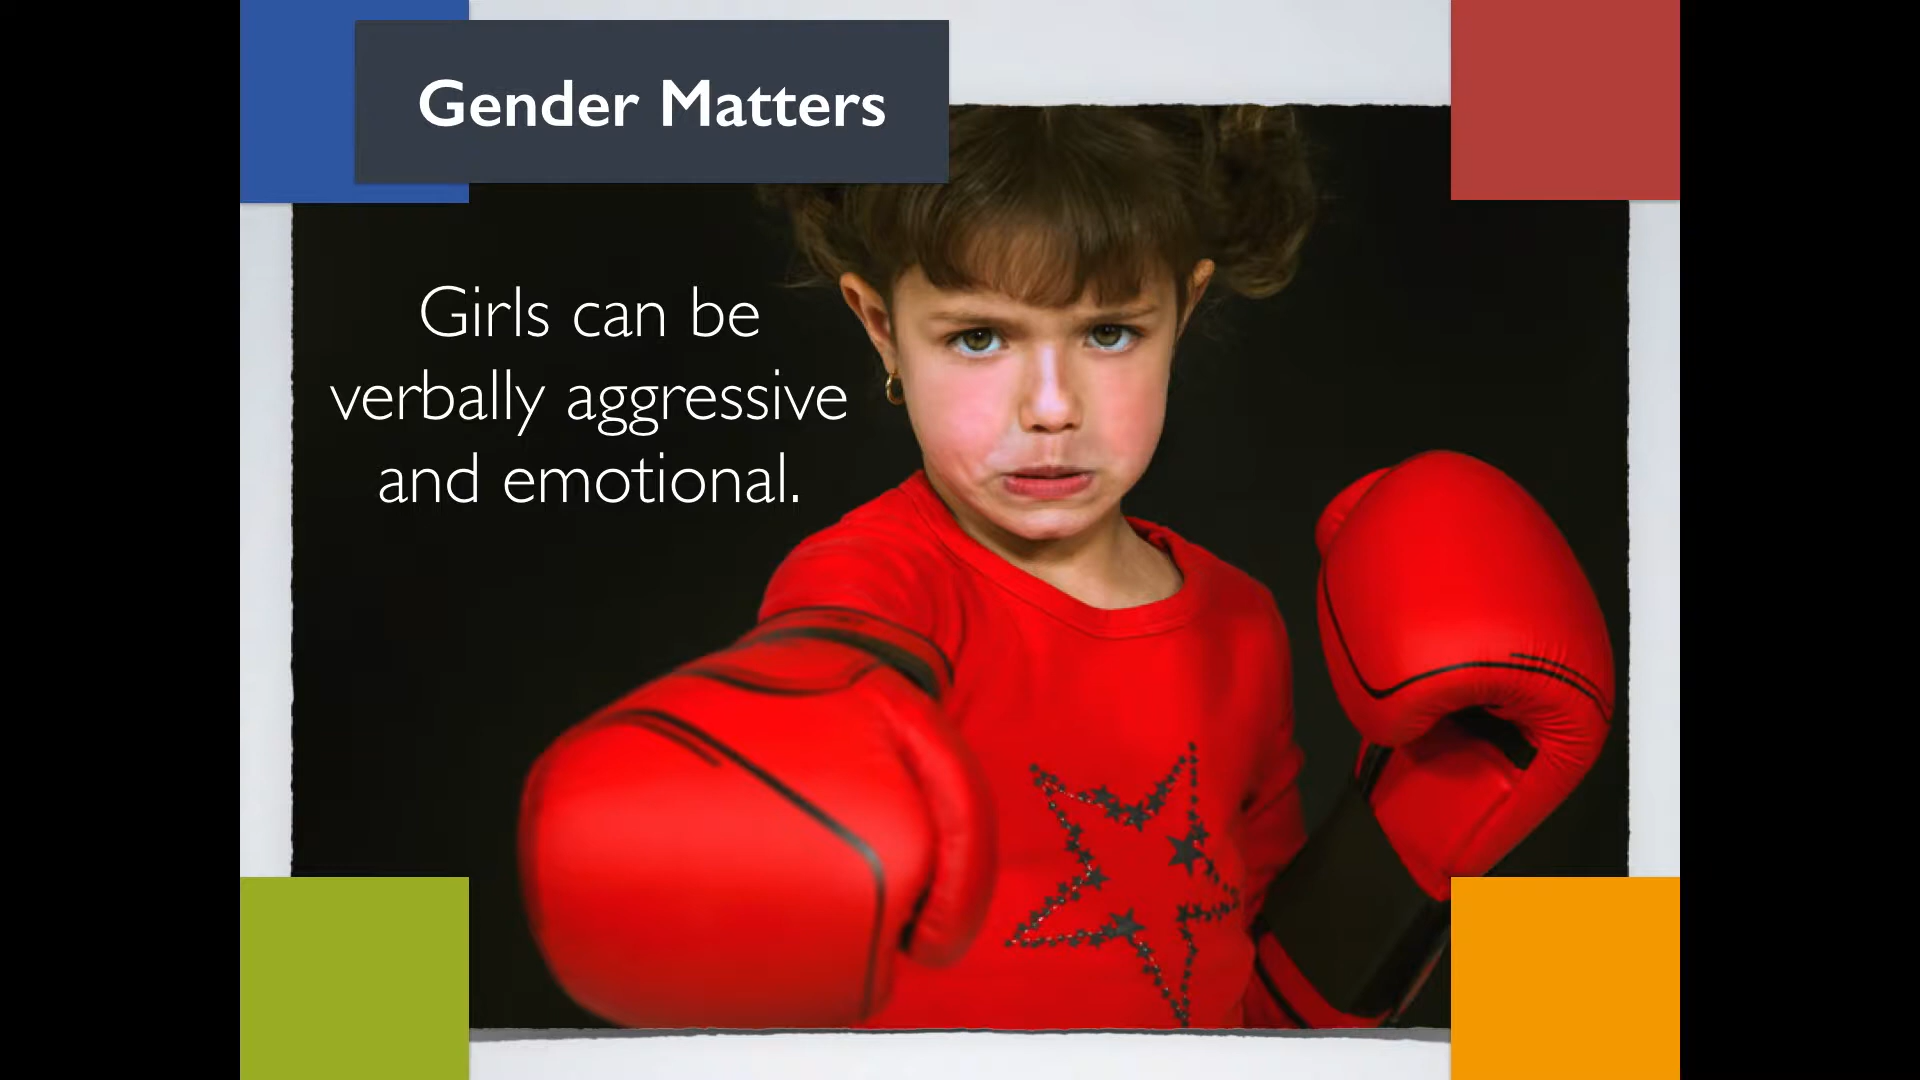 Gender Matters
Girls can be
verbally aggressive
and emotional.